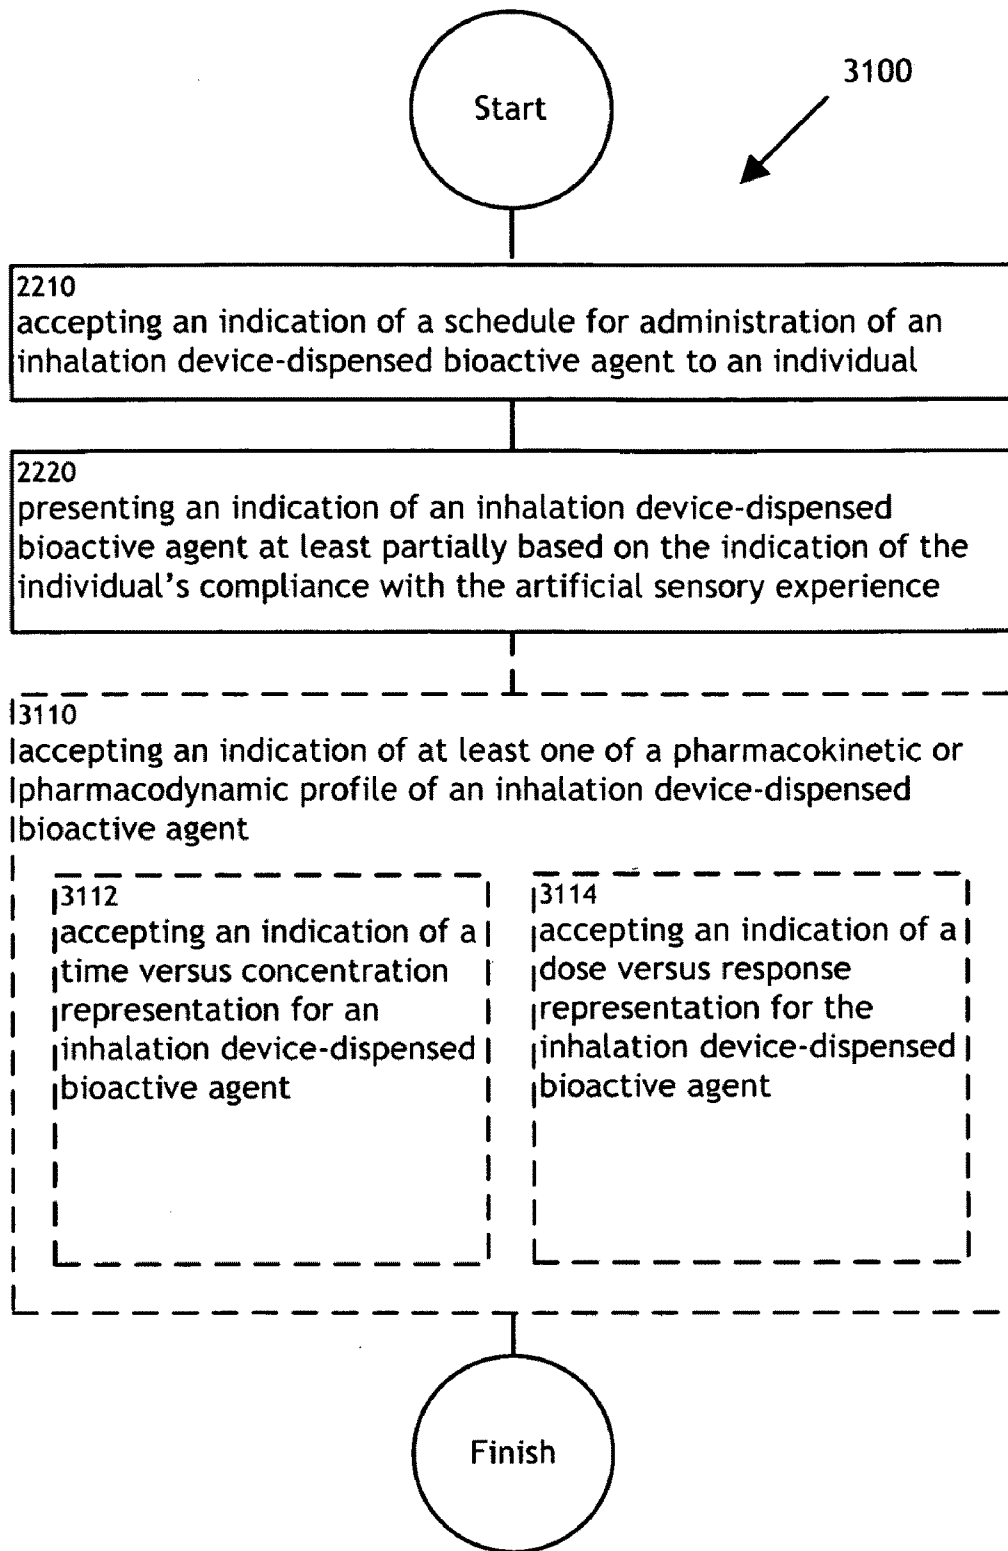 Start
3100
2210
accepting an indication of a schedule for administration of an
inhalation device-dispensed bioactive agent to an individual
2220
presenting an indication of an inhalation device-dispensed
bioactive agent at least partially based on the indication of the
individual's compliance with the artificial sensory experience
3110
accepting an indication of at least one of a pharmacokinetic or
pharmacodynamic profile of an inhalation device-dispensed
bioactive agent
3112
accepting an indication of a
time versus concentration
representation for an
inhalation device-dispensed
bioactive agent
3114
accepting an indication of a
dose versus response
representation for the
inhalation device-dispensed
bioactive agent
Finish